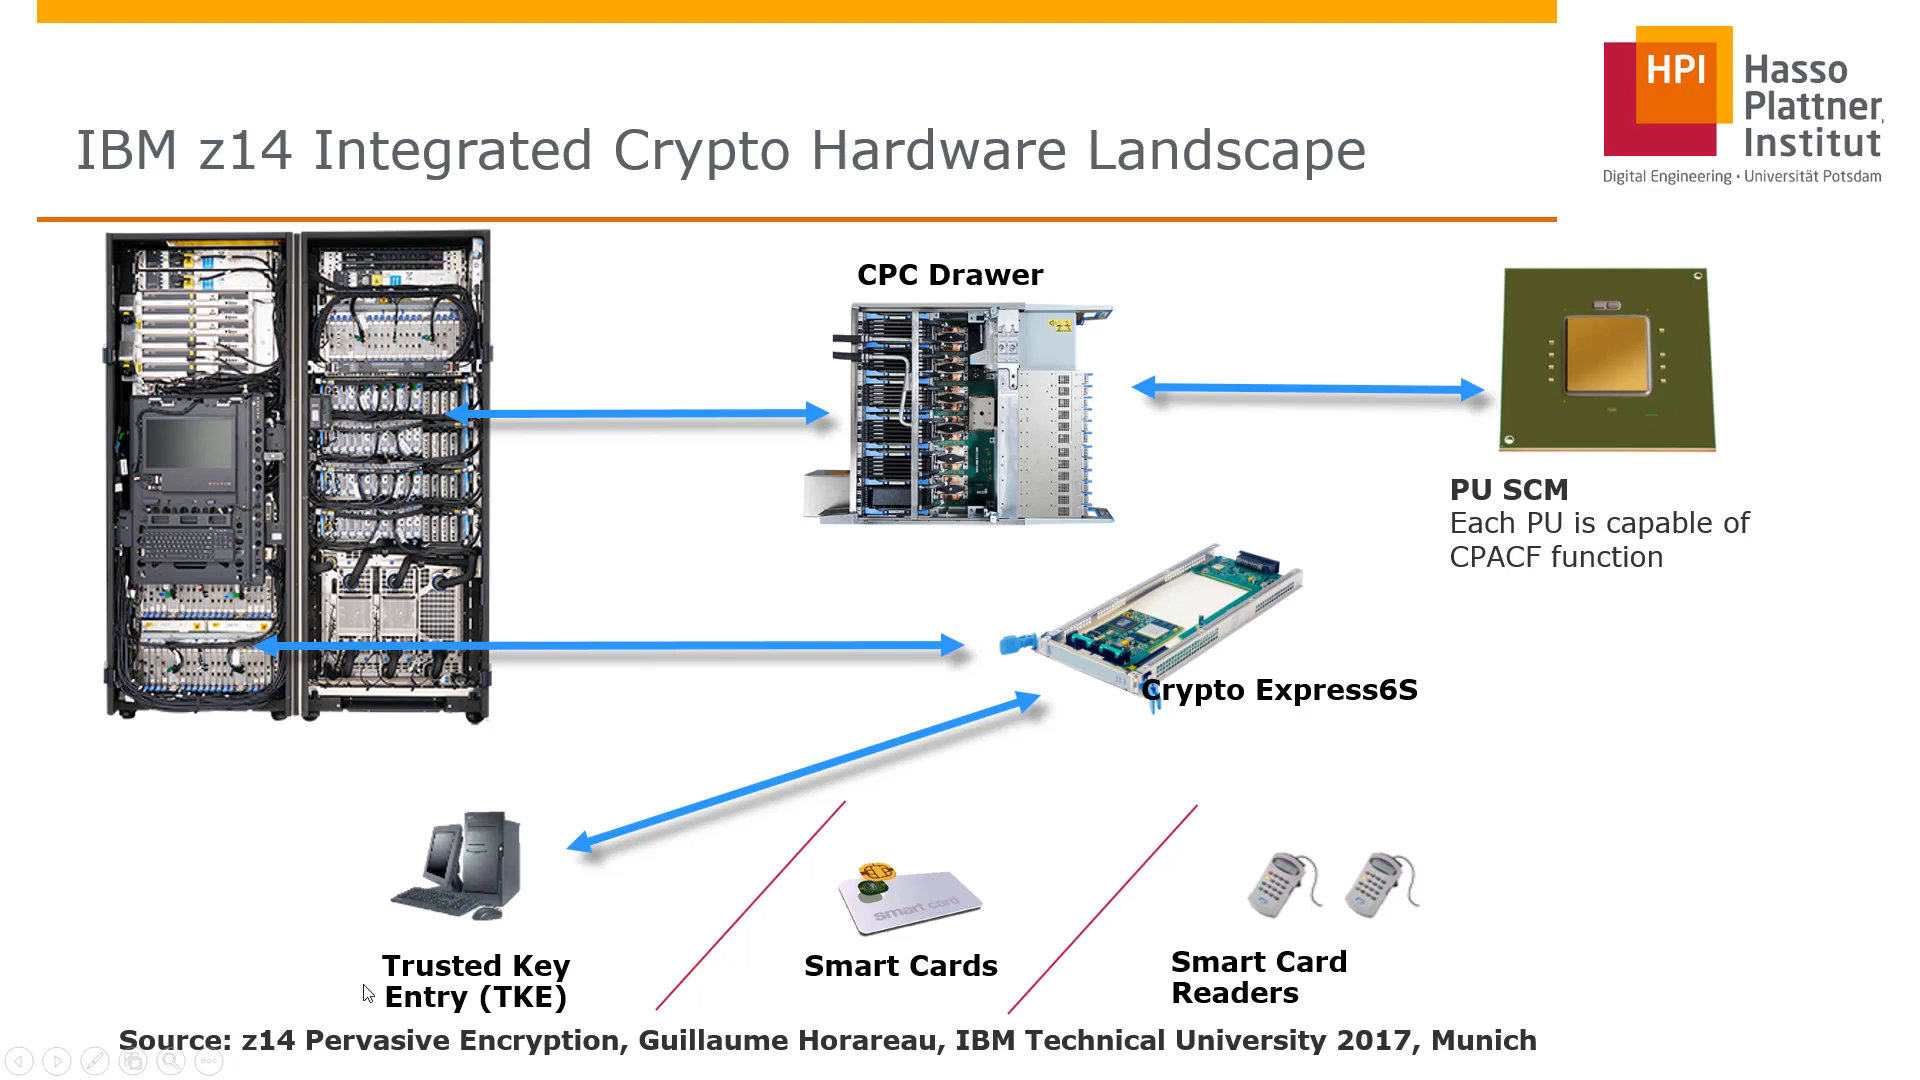 HPI
Hasso
Plattner
Institut
Digital Engineering • Universität Potsdam
IBM z14 Integrated Crypto Hardware Landscape
CPC Drawer
PU SCM
Each PU is capable of
CPACF function
Crypto Express6S
smart card
Trusted Key
Entry (TKE)
Smart Cards
Smart Card
Readers
Source: z14 Pervasive Encryption, Guillaume Horareau, IBM Technical University 2017, Munich